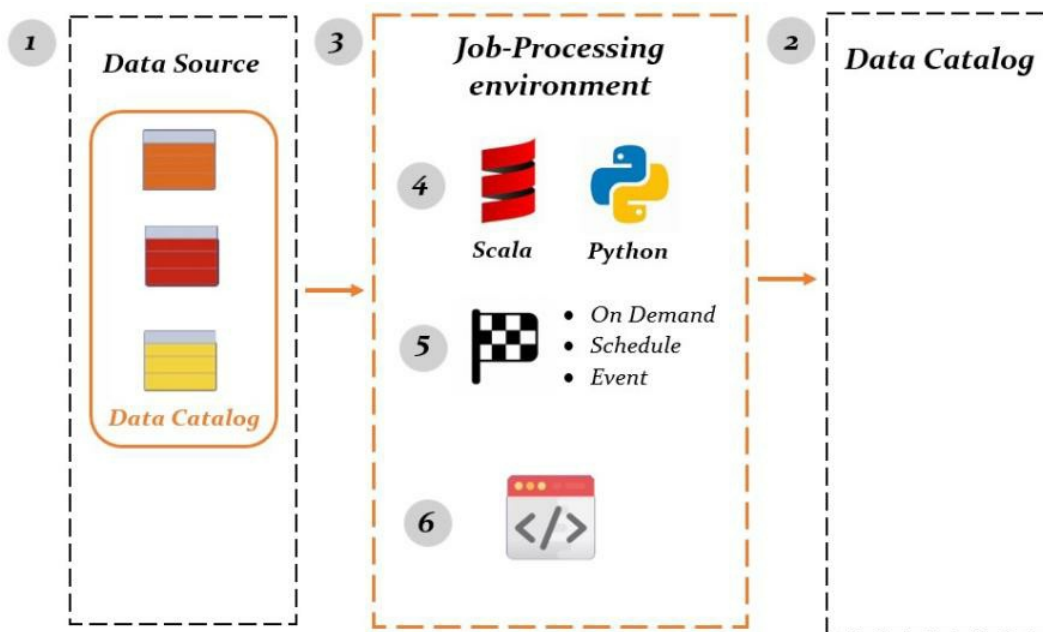 1
Data Source
Data Catalog
3
Job-Processing
environment
4
Scala
Python
5
• On Demand
• Schedule
• Event
6
</>
2
Data Catalog